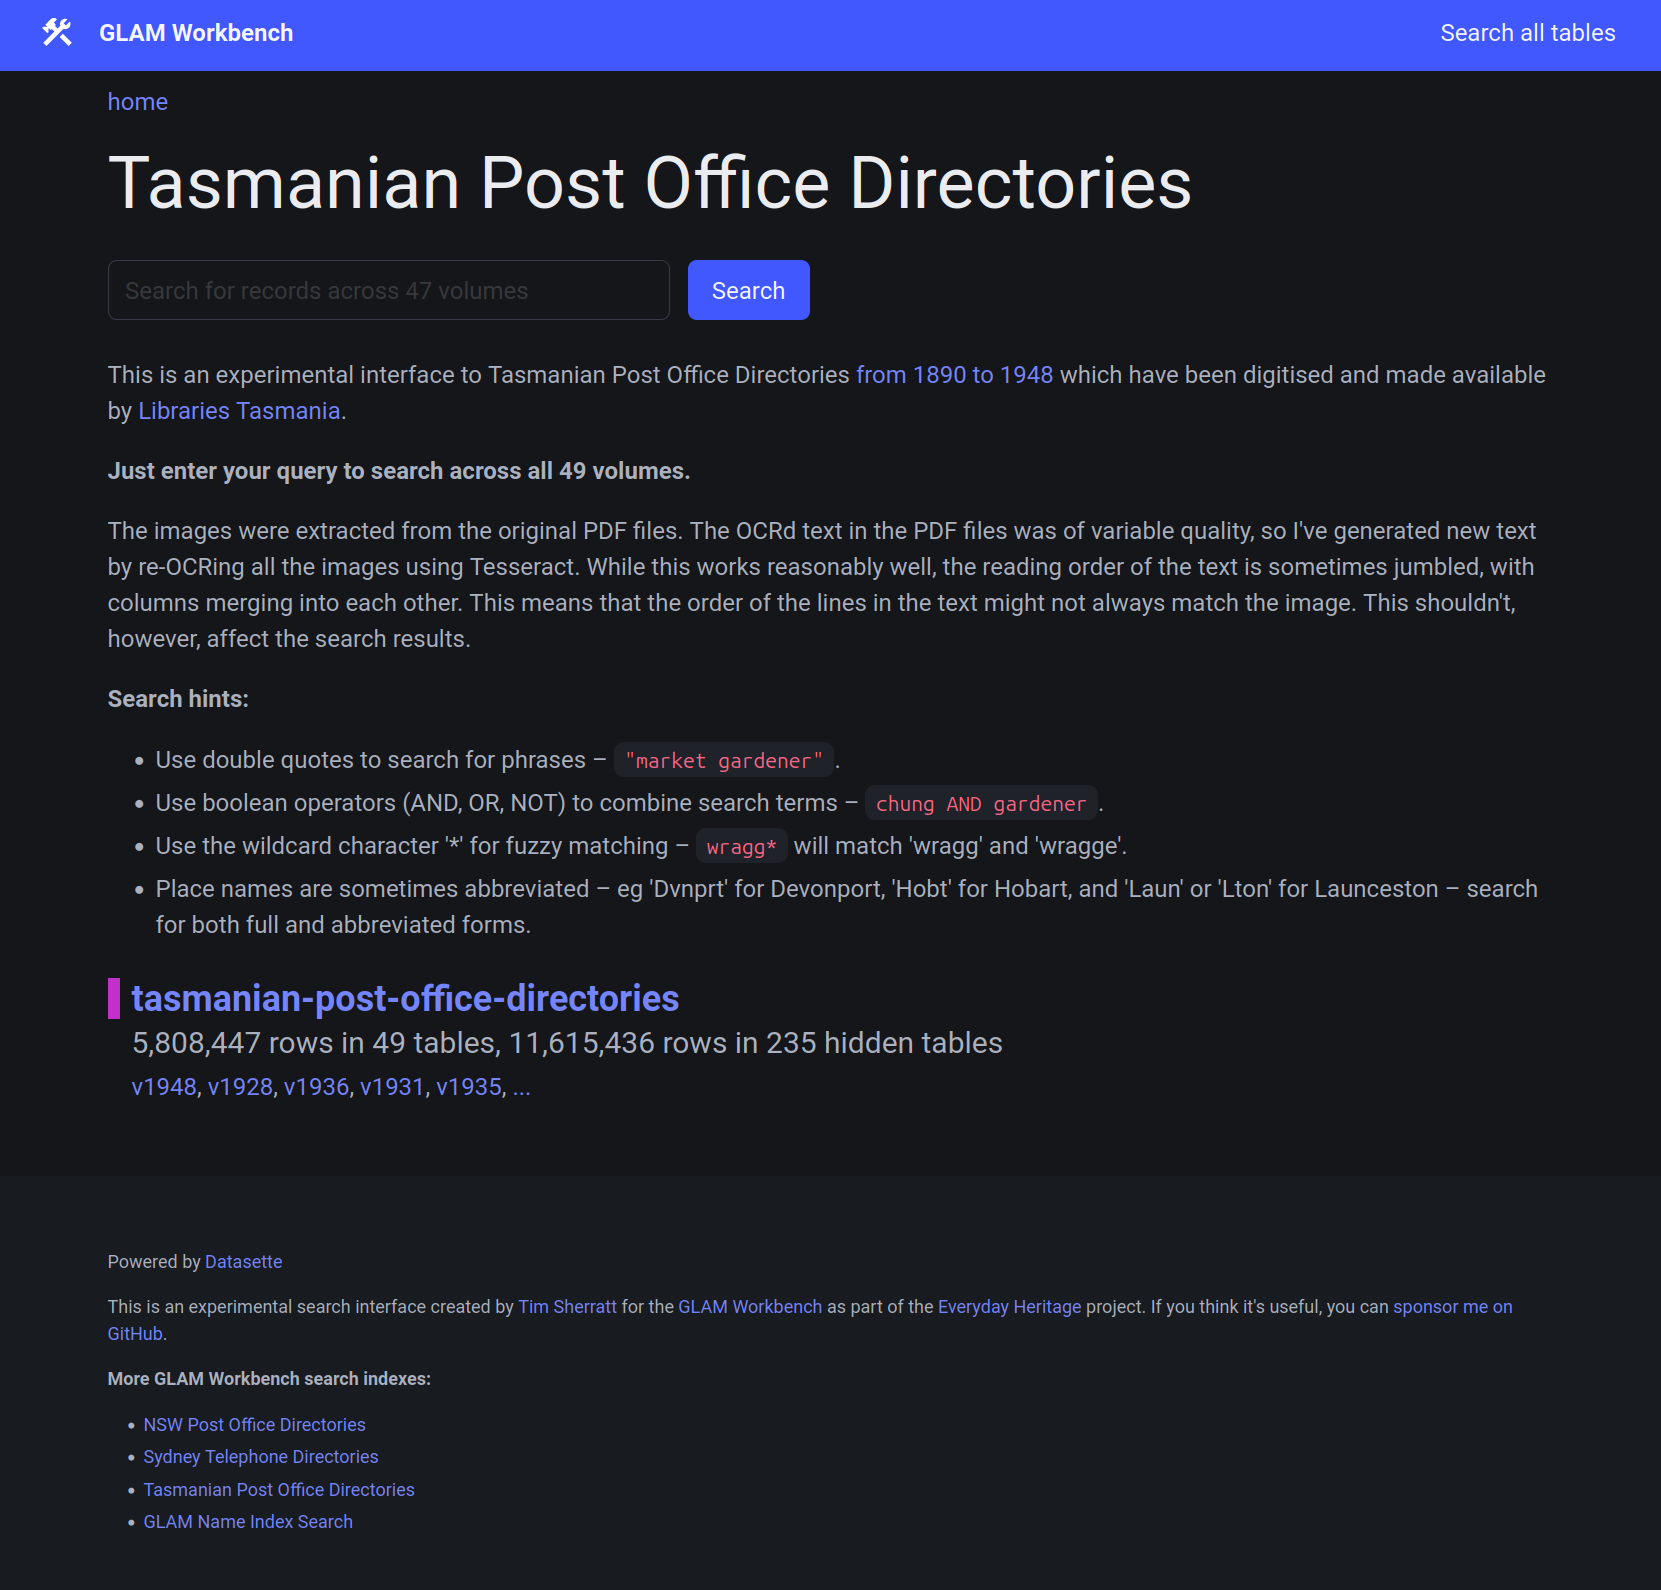 GLAM Workbench
Search all tables
home
Tasmanian Post Office Directories
Search for records across 47 volumes
Search
This is an experimental interface to Tasmanian Post Office Directories from 1890 to 1948 which have been digitised and made available
by Libraries Tasmania.
Just enter your query to search across all 49 volumes.
The images were extracted from the original PDF files. The OCRd text in the PDF files was of variable quality, so I've generated new text
by re-OCRing all the images using Tesseract. While this works reasonably well, the reading order of the text is sometimes jumbled, with
columns merging into each other. This means that the order of the lines in the text might not always match the image. This shouldn't,
however, affect the search results.
Search hints:
• Use double quotes to search for phrases – "market gardener".
• Use boolean operators (AND, OR, NOT) to combine search terms – chung AND gardener.
• Use the wildcard character '*' for fuzzy matching – wragg* will match 'wragg' and 'wragge'.
• Place names are sometimes abbreviated – eg 'Dvnprt' for Devonport, 'Hobt' for Hobart, and 'Laun' or 'Lton' for Launceston – search
for both full and abbreviated forms.
tasmanian-post-office-directories
5,808,447 rows in 49 tables, 11,615,436 rows in 235 hidden tables
v1948, v1928, v1936, v1931, v1935, ...
Powered by Datasette
This is an experimental search interface created by Tim Sherratt for the GLAM Workbench as part of the Everyday Heritage project. If you think it's useful, you can sponsor me on
GitHub.
More GLAM Workbench search indexes:
• NSW Post Office Directories
• Sydney Telephone Directories
• Tasmanian Post Office Directories
• GLAM Name Index Search